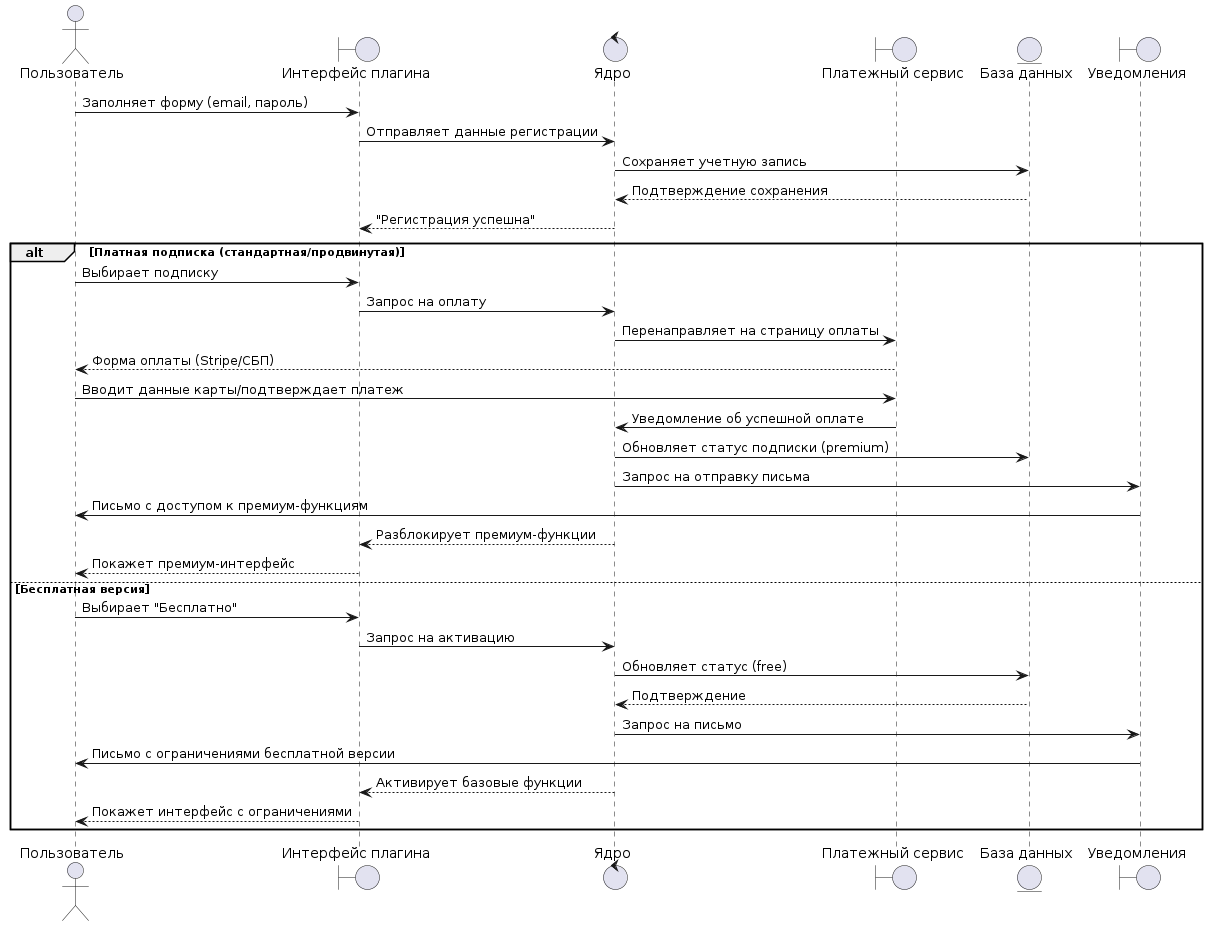 Пользователь
Интерфейс плагина
Ядро
Платежный сервис
База данных
Уведомления
Заполняет форму (email, пароль)
Отправляет данные регистрации
Сохраняет учетную запись
Подтверждение сохранения
"Регистрация успешна"
alt
[Платная подписка (стандартная/продвинутая)]
Выбирает подписку
Запрос на оплату
Перенаправляет на страницу оплаты
Форма оплаты (Stripe/СБП)
Вводит данные карты/подтверждает платеж
Уведомление об успешной оплате
Обновляет статус подписки (premium)
Запрос на отправку письма
Письмо с доступом к премиум-функциям
Разблокирует премиум-функции
Покажет премиум-интерфейс
[Бесплатная версия]
Выбирает "Бесплатно"
Запрос на активацию
Обновляет статус (free)
Подтверждение
Запрос на письмо
Письмо с ограничениями бесплатной версии
Активирует базовые функции
Покажет интерфейс с ограничениями
Пользователь
Интерфейс плагина
Ядро
Платежный сервис
База данных
Уведомления